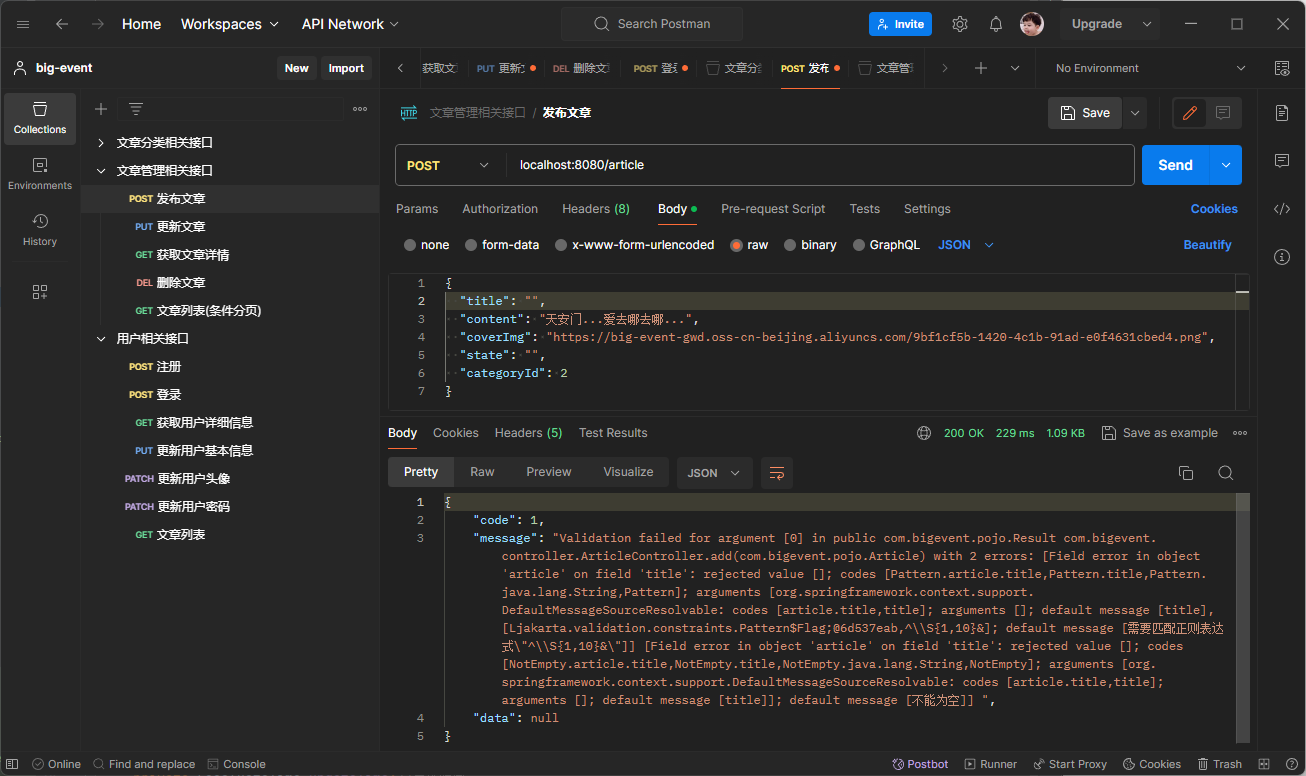 Home Workspaces API Network Search Postman Invite Upgrade
big-event New Import 获取文 PUT 更新 DEL 删除文 POST 登录 文章分 POST 发布 文章管 No Environment
Collections
Environments
History
文章分类相关接口
文章管理相关接口
POST 发布文章
PUT 更新文章
GET 获取文章详情
DEL 删除文章
GET 文章列表(条件分页)
用户相关接口
POST 注册
POST 登录
GET 获取用户详细信息
PUT 更新用户基本信息
PATCH 更新用户头像
PATCH 更新用户密码
GET 文章列表
HTTP 文章管理相关接口 / 发布文章 Save
POST localhost:8080/article Send
Params Authorization Headers (8) Body Pre-request Script Tests Settings Cookies
none form-data x-www-form-urlencoded raw binary GraphQL JSON Beautify
1 {
2 "title": "",
3 "content": "天安门...爱去哪去哪...",
4 "coverImg": "https://big-event-gwd.oss-cn-beijing.aliyuncs.com/9bf1cf5b-1420-4c1b-91ad-e0f4631cbed4.png",
5 "state": "",
6 "categoryId": 2
7 }
Body Cookies Headers (5) Test Results 200 OK 229 ms 1.09 KB Save as example
Pretty Raw Preview Visualize JSON
1 {
2 "code": 1,
3 "message": "Validation failed for argument [0] in public com.bigevent.pojo.Result com.bigevent.
controller.ArticleController.add(com.bigevent.pojo.Article) with 2 errors: [Field error in object
'article' on field 'title': rejected value []; codes [Pattern.article.title,Pattern.title,Pattern.
java.lang.String,Pattern]; arguments [org.springframework.context.support.
DefaultMessageSourceResolvable: codes [article.title,title]; arguments []; default message [title],
[Ljakarta.validation.constraints.Pattern$Flag;@6d537eab,^\\S{1,10}&]; default message [需要匹配正则表达
式\"^\\S{1,10}&\"]] [Field error in object 'article' on field 'title': rejected value []; codes
[NotEmpty.article.title,NotEmpty.title,NotEmpty.java.lang.String,NotEmpty]; arguments [org.
springframework.context.support.DefaultMessageSourceResolvable: codes [article.title,title];
arguments []; default message [title]]; default message [不能为空]] ",
4 "data": null
5 }
Online Find and replace Console Postbot Runner Start Proxy Cookies Trash